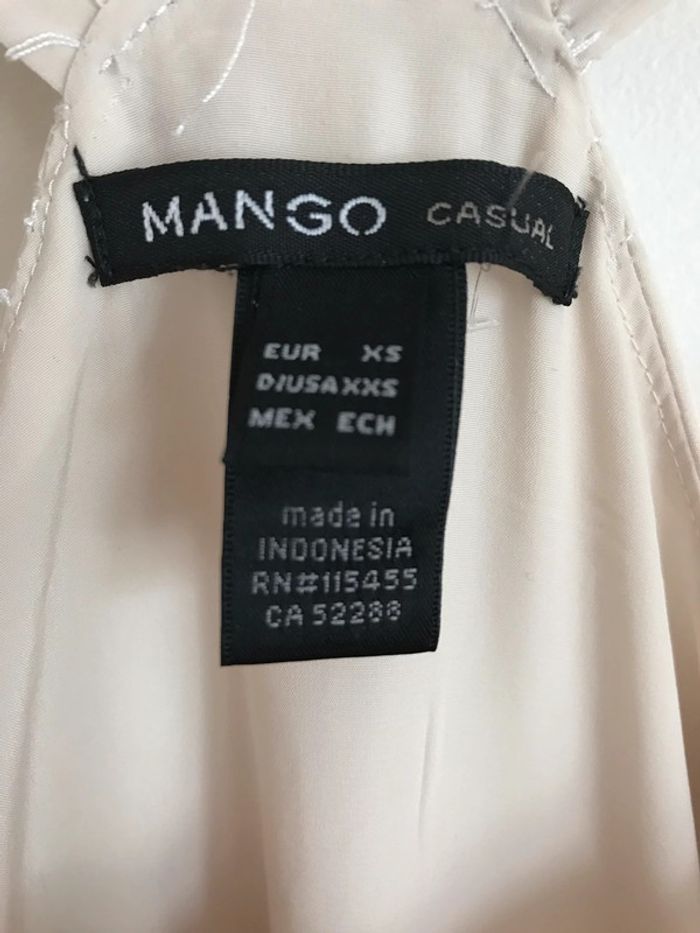 MANGO CASUAL
EUR XS
D/USA XXS
MEX ECH
made in
INDONESIA
RN#115455
CA 52288